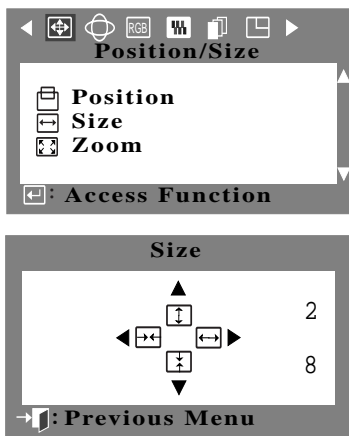 RGB
Position/Size
Position
Size
Zoom
: Access Function
Size
2
8
: Previous Menu